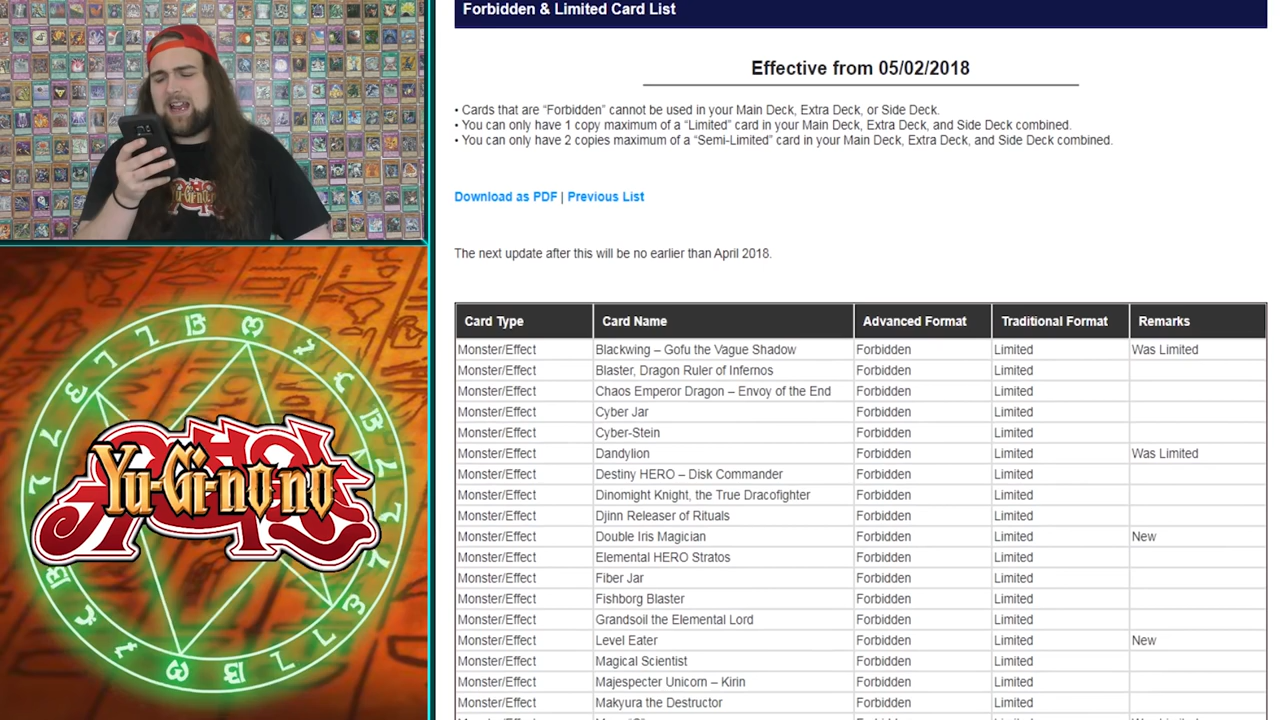 Forbidden & Limited Card List
Effective from 05/02/2018
• Cards that are “Forbidden” cannot be used in your Main Deck, Extra Deck, or Side Deck.
• You can only have 1 copy maximum of a “Limited” card in your Main Deck, Extra Deck, and Side Deck combined.
• You can only have 2 copies maximum of a “Semi-Limited” card in your Main Deck, Extra Deck, and Side Deck combined.
Download as PDF | Previous List
The next update after this will be no earlier than April 2018.
Card Type Card Name Advanced Format Traditional Format Remarks
Monster/Effect Blackwing – Gofu the Vague Shadow Forbidden Limited Was Limited
Monster/Effect Blaster, Dragon Ruler of Infernos Forbidden Limited
Monster/Effect Chaos Emperor Dragon – Envoy of the End Forbidden Limited
Monster/Effect Cyber Jar Forbidden Limited
Monster/Effect Cyber-Stein Forbidden Limited
Monster/Effect Dandylion Forbidden Limited Was Limited
Monster/Effect Destiny HERO – Disk Commander Forbidden Limited
Monster/Effect Dinomight Knight, the True Dracofighter Forbidden Limited
Monster/Effect Djinn Releaser of Rituals Forbidden Limited
Monster/Effect Double Iris Magician Forbidden Limited New
Monster/Effect Elemental HERO Stratos Forbidden Limited
Monster/Effect Fiber Jar Forbidden Limited
Monster/Effect Fishborg Blaster Forbidden Limited
Monster/Effect Grandsoil the Elemental Lord Forbidden Limited
Monster/Effect Level Eater Forbidden Limited New
Monster/Effect Magical Scientist Forbidden Limited
Monster/Effect Majespecter Unicorn – Kirin Forbidden Limited
Monster/Effect Makyura the Destructor Forbidden Limited
Yu-Gi-no-no
Yu-Gi-no-no